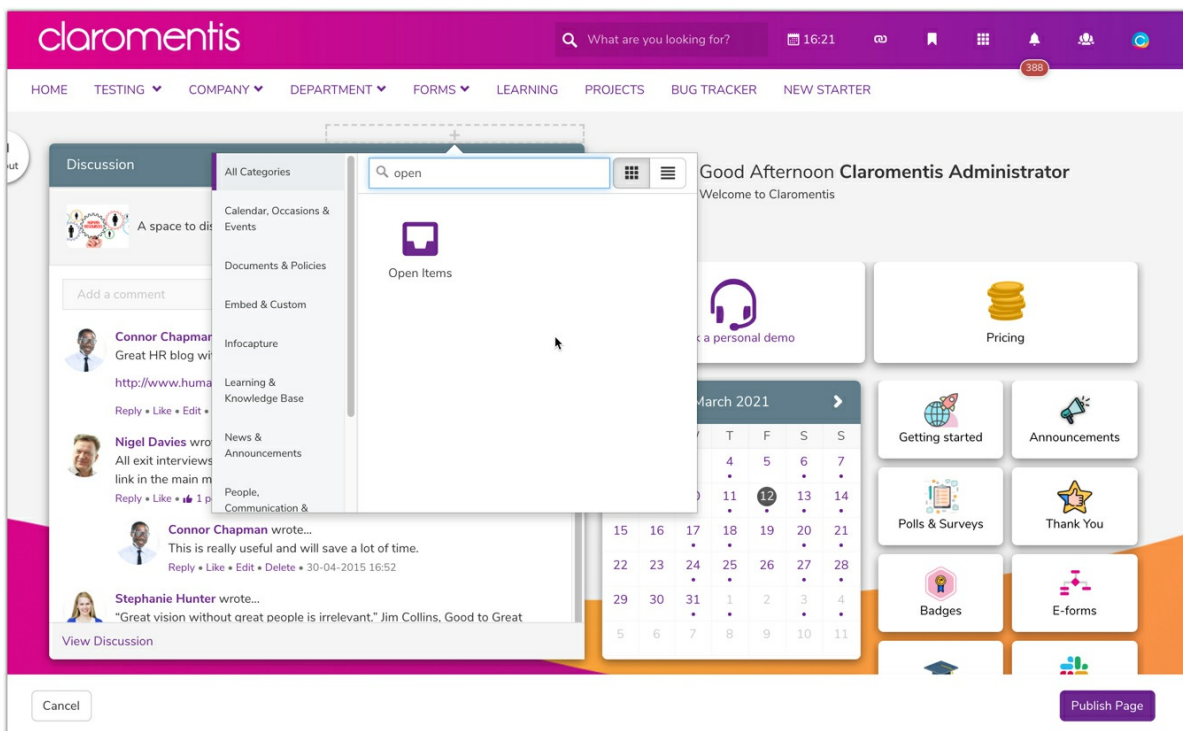 claromentis
What are you looking for?
16:21
388
HOME
TESTING
COMPANY
DEPARTMENT
FORMS
LEARNING
PROJECTS
BUG TRACKER
NEW STARTER
Discussion
A space to
Add a comment
Connor Chapman
Great HR blog
Reply • Like • Edit •
Nigel Davies
All exit interviews
link in the main
Reply • Like • 1
Connor Chapman wrote...
This is really useful and will save a lot of time.
Reply • Like • Edit • Delete • 30-04-2015 16:52
Stephanie Hunter wrote...
“Great vision without great people is irrelevant.” Jim Collins, Good to Great
View Discussion
All Categories
Calendar, Occasions &
Events
Documents & Policies
Embed & Custom
Infocapture
Learning &
Knowledge Base
News &
Announcements
People,
Communication &
open
Open Items
Good Afternoon Claromentis Administrator
Welcome to Claromentis
a personal demo
Pricing
March 2021
T F S S
4 5 6 7
11 12 13 14
15 16 17 18 19 20 21
22 23 24 25 26 27 28
29 30 31 1 2 3 4
5 6 7 8 9 10 11
Getting started
Announcements
Polls & Surveys
Thank You
Badges
E-forms
Cancel
Publish Page